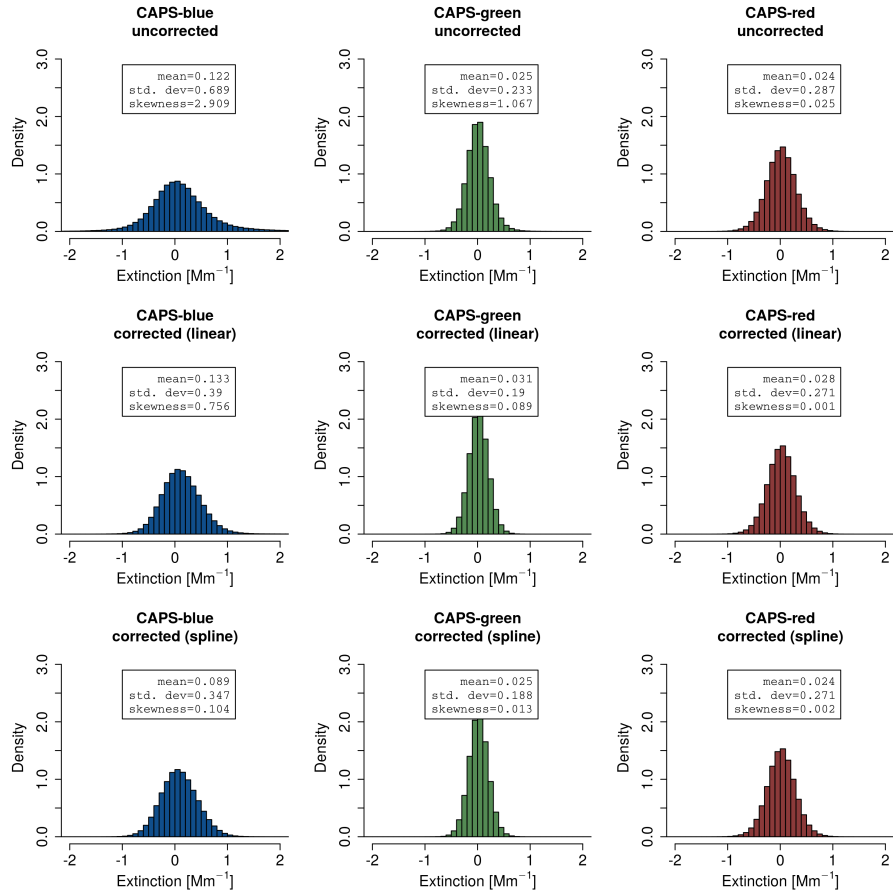 CAPS-blue
uncorrected
mean=0.122
std. dev=0.689
skewness=2.909
Density
0.0 1.0 2.0 3.0
-2 -1 0 1 2
Extinction [Mm⁻¹]
CAPS-green
uncorrected
mean=0.025
std. dev=0.233
skewness=1.067
Density
0.0 1.0 2.0 3.0
-2 -1 0 1 2
Extinction [Mm⁻¹]
CAPS-red
uncorrected
mean=0.024
std. dev=0.287
skewness=0.025
Density
0.0 1.0 2.0 3.0
-2 -1 0 1 2
Extinction [Mm⁻¹]
CAPS-blue
corrected (linear)
mean=0.133
std. dev=0.39
skewness=0.756
Density
0.0 1.0 2.0 3.0
-2 -1 0 1 2
Extinction [Mm⁻¹]
CAPS-green
corrected (linear)
mean=0.031
std. dev=0.19
skewness=0.089
Density
0.0 1.0 2.0 3.0
-2 -1 0 1 2
Extinction [Mm⁻¹]
CAPS-red
corrected (linear)
mean=0.028
std. dev=0.271
skewness=0.001
Density
0.0 1.0 2.0 3.0
-2 -1 0 1 2
Extinction [Mm⁻¹]
CAPS-blue
corrected (spline)
mean=0.089
std. dev=0.347
skewness=0.104
Density
0.0 1.0 2.0 3.0
-2 -1 0 1 2
Extinction [Mm⁻¹]
CAPS-green
corrected (spline)
mean=0.025
std. dev=0.188
skewness=0.013
Density
0.0 1.0 2.0 3.0
-2 -1 0 1 2
Extinction [Mm⁻¹]
CAPS-red
corrected (spline)
mean=0.024
std. dev=0.271
skewness=0.002
Density
0.0 1.0 2.0 3.0
-2 -1 0 1 2
Extinction [Mm⁻¹]